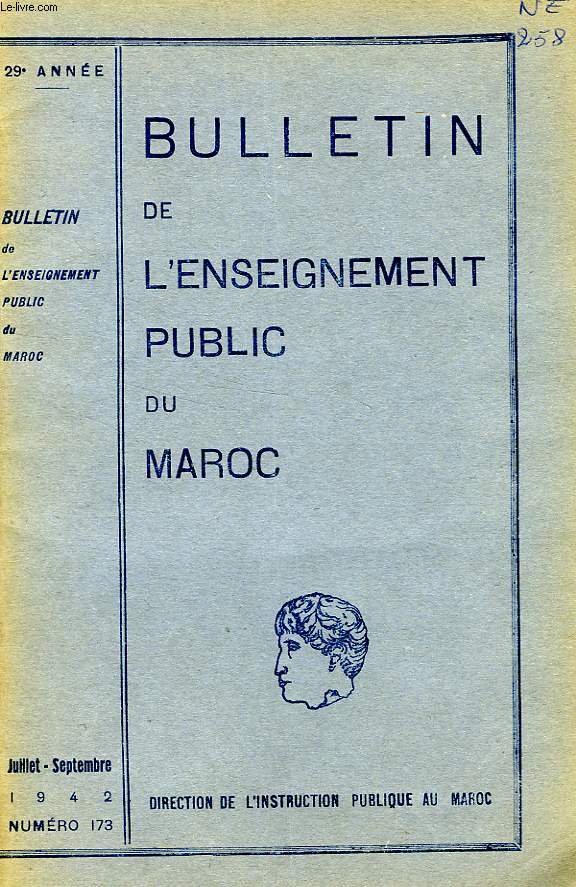 Le-livre.com
NE
258
29e ANNÉE
BULLETIN
de
L'ENSEIGNEMENT
PUBLIC
du
MAROC
Juillet - Septembre
1942
NUMÉRO 173
BULLETIN
DE
L'ENSEIGNEMENT
PUBLIC
DU
MAROC
DIRECTION DE L'INSTRUCTION PUBLIQUE AU MAROC